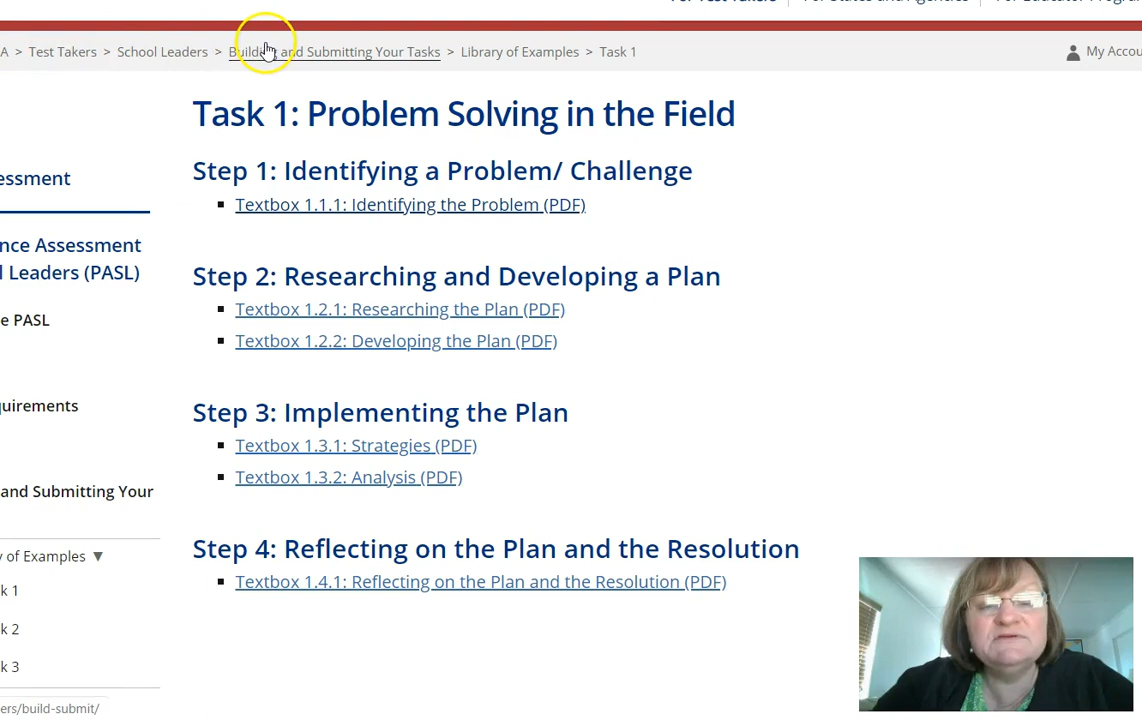 A > Test Takers > School Leaders > Building and Submitting Your Tasks > Library of Examples > Task 1
My Accou
Task 1: Problem Solving in the Field
Step 1: Identifying a Problem/ Challenge
Textbox 1.1.1: Identifying the Problem (PDF)
essment
nce Assessment
l Leaders (PASL)
Step 2: Researching and Developing a Plan
Textbox 1.2.1: Researching the Plan (PDF)
e PASL
Textbox 1.2.2: Developing the Plan (PDF)
quirements
Step 3: Implementing the Plan
Textbox 1.3.1: Strategies (PDF)
Textbox 1.3.2: Analysis (PDF)
and Submitting Your
Step 4: Reflecting on the Plan and the Resolution
y of Examples ▼
Textbox 1.4.1: Reflecting on the Plan and the Resolution (PDF)
k 1
k 2
k 3
ers/build-submit/